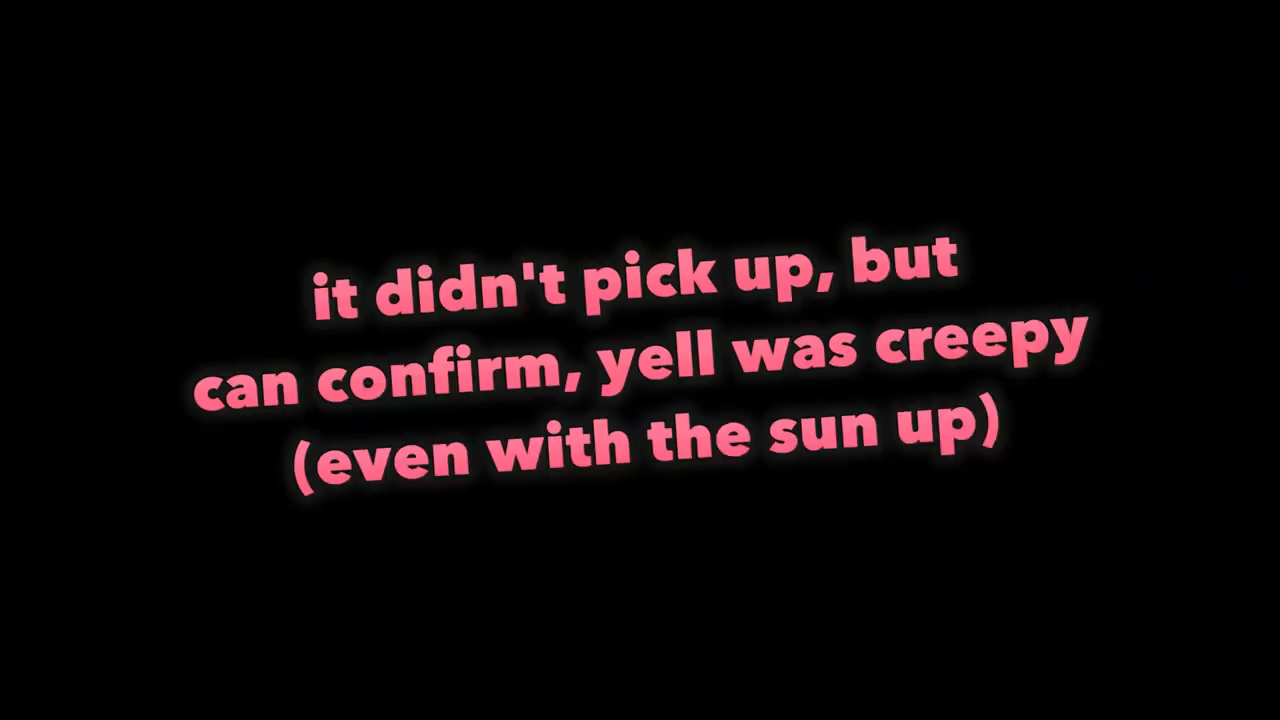 it didn't pick up, but
can confirm, yell was creepy
(even with the sun up)